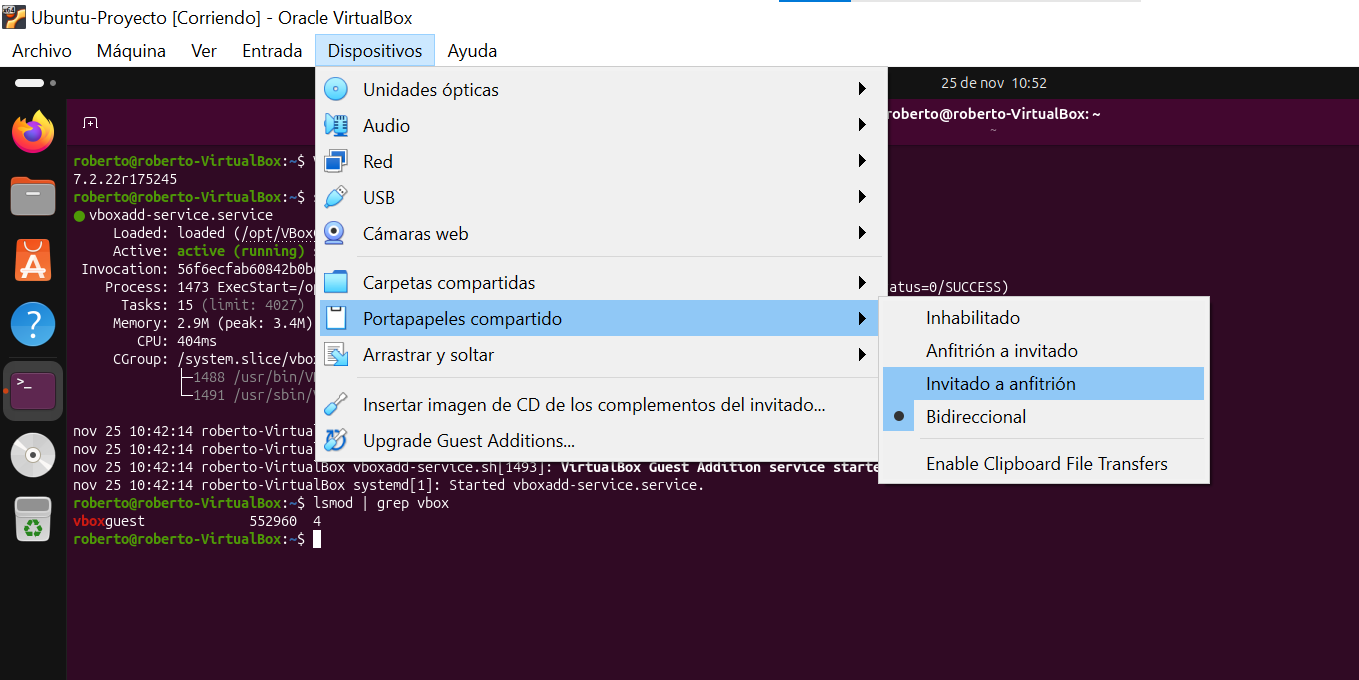 Ubuntu-Proyecto [Corriendo] - Oracle VirtualBox
Archivo Máquina Ver Entrada Dispositivos Ayuda
25 de nov 10:52
roberto@roberto-VirtualBox: ~
~
Unidades ópticas
Audio
Red
USB
Cámaras web
Carpetas compartidas
Portapapeles compartido
Arrastrar y soltar
Insertar imagen de CD de los complementos del invitado...
Upgrade Guest Additions...
Inhabilitado
Anfitrión a invitado
Invitado a anfitrión
Bidireccional
Enable Clipboard File Transfers
roberto@roberto-VirtualBox:~$
7.2.22r175245
roberto@roberto-VirtualBox:~$
vboxadd-service.service
Loaded: loaded (/opt/VBox
Active: active (running)
Invocation: 56f6ecfab60842b0b
Process: 1473 ExecStart=/op atus=0/SUCCESS)
Tasks: 15 (limit: 4027)
Memory: 2.9M (peak: 3.4M)
CPU: 404ms
CGroup: /system.slice/vbo
├─1488 /usr/bin/V
└─1491 /usr/sbin/
nov 25 10:42:14 roberto-Virtual
nov 25 10:42:14 roberto-Virtual
nov 25 10:42:14 roberto-VirtualBox vboxadd-service.sh[1493]: VirtualBox Guest Addition service starte
nov 25 10:42:14 roberto-VirtualBox systemd[1]: Started vboxadd-service.service.
roberto@roberto-VirtualBox:~$ lsmod | grep vbox
vboxguest 552960 4
roberto@roberto-VirtualBox:~$